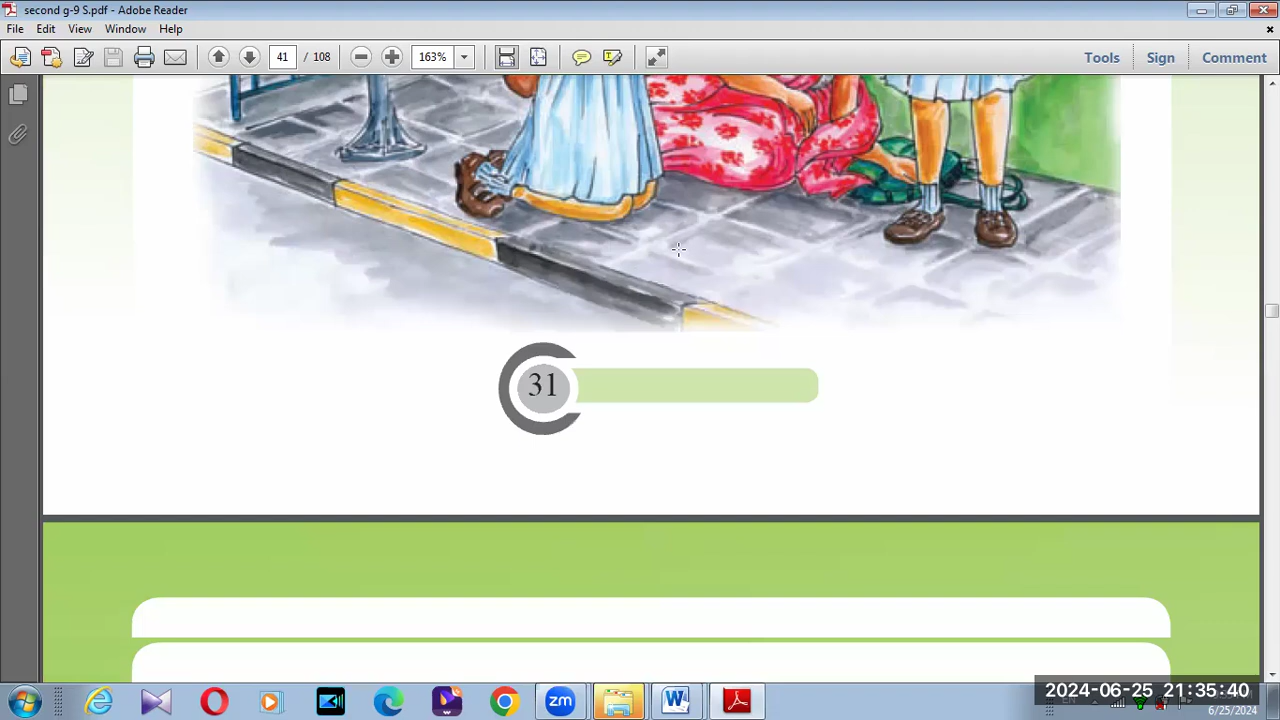 second g-9 S.pdf - Adobe Reader
File Edit View Window Help
41 / 108 163% Tools Sign Comment
31
2024-06-25 21:35:40
6/25/2024